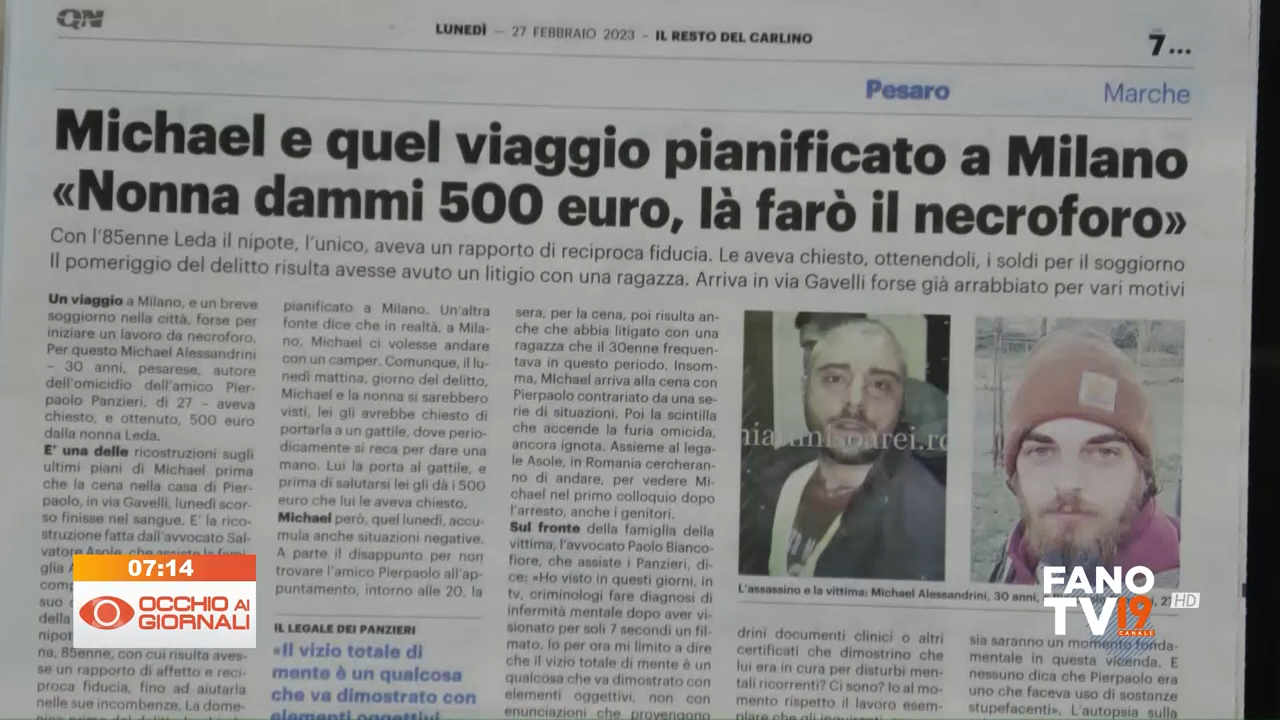 QN
LUNEDÌ — 27 FEBBRAIO 2023 – IL RESTO DEL CARLINO
7...
Pesaro
Marche
Michael e quel viaggio pianificato a Milano
«Nonna dammi 500 euro, là farò il necroforo»
Con l'85enne Leda il nipote, l'unico, aveva un rapporto di reciproca fiducia. Le aveva chiesto, ottenendoli, i soldi per il soggiorno
Il pomeriggio del delitto risulta avesse avuto un litigio con una ragazza. Arriva in via Gavelli forse già arrabbiato per vari motivi
Un viaggio a Milano, e un breve
soggiorno nella città, forse per
iniziare un lavoro da necroforo.
Per questo Michael Alessandrini
– 30 anni, pesarese, autore
dell'omicidio dell'amico Pier-
paolo Panzieri, di 27 – aveva
chiesto, e ottenuto, 500 euro
dalla nonna Leda.
E' una delle ricostruzioni sugli
ultimi piani di Michael prima
che la cena nella casa di Pier-
paolo, in via Gavelli, lunedì scor-
so finisse nel sangue. E' la rico-
struzione fatta dall'avvocato Sal-
vatore Asole, che assiste la fami-
glia
suo
della
nipot
na, 85enne, con cui risulta aves-
se un rapporto di affetto e reci-
proca fiducia, fino ad aiutarla
nelle sue incombenze. La dome-
pianificato a Milano. Un'altra
fonte dice che in realtà, a Mila-
no, Michael ci volesse andare
con un camper. Comunque, il lu-
nedì mattina, giorno del delitto,
Michael e la nonna si sarebbero
visti, lei gli avrebbe chiesto di
portarla a un gattile, dove perio-
dicamente si reca per dare una
mano. Lui la porta al gattile, e
prima di salutarsi lei gli dà i 500
euro che lui le aveva chiesto.
Michael però, quel lunedì, accu-
mula anche situazioni negative.
A parte il disappunto per non
trovare l'amico Pierpaolo all'ap-
puntamento, intorno alle 20, la
IL LEGALE DEI PANZIERI
«Il vizio totale di
mente è un qualcosa
che va dimostrato con
elementi oggettivi
sera, per la cena, poi risulta an-
che che abbia litigato con una
ragazza che il 30enne frequen-
tava in questo periodo. Insom-
ma, MIchael arriva alla cena con
Pierpaolo contrariato da una se-
rie di situazioni. Poi la scintilla
che accende la furia omicida,
ancora ignota. Assieme al lega-
le Asole, in Romania cercheran-
no di andare, per vedere Mi-
chael nel primo colloquio dopo
l'arresto, anche i genitori.
Sul fronte della famiglia della
vittima, l'avvocato Paolo Bianco-
fiore, che assiste i Panzieri, di-
ce: «Ho visto in questi giorni, in
tv, criminologi fare diagnosi di
infermità mentale dopo aver vi-
sionato per soli 7 secondi un fil-
mato. Io per ora mi limito a dire
che il vizio totale di mente è un
qualcosa che va dimostrato con
elementi oggettivi, non con
enunciazioni che provengono
L'assassino e la vittima: Michael Alessandrini, 30 anni,
drini documenti clinici o altri
certificati che dimostrino che
lui era in cura per disturbi men-
tali ricorrenti? Ci sono? Io al mo-
mento rispetto il lavoro esem-
sia saranno un momento fonda-
mentale in questa vicenda. E
nessuno dica che Pierpaolo era
uno che faceva uso di sostanze
stupefacenti». L'autopsia sulla
07:14
OCCHIO AI
GIORNALI
FANO
TV19 HD
CANALE